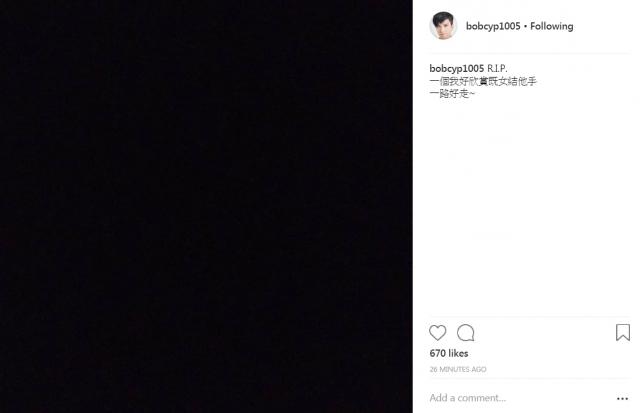 bobcyp1005 • Following
bobcyp1005 R.I.P.
一個我好欣賞既女結他手
一路好走~
670 likes
26 MINUTES AGO
Add a comment...